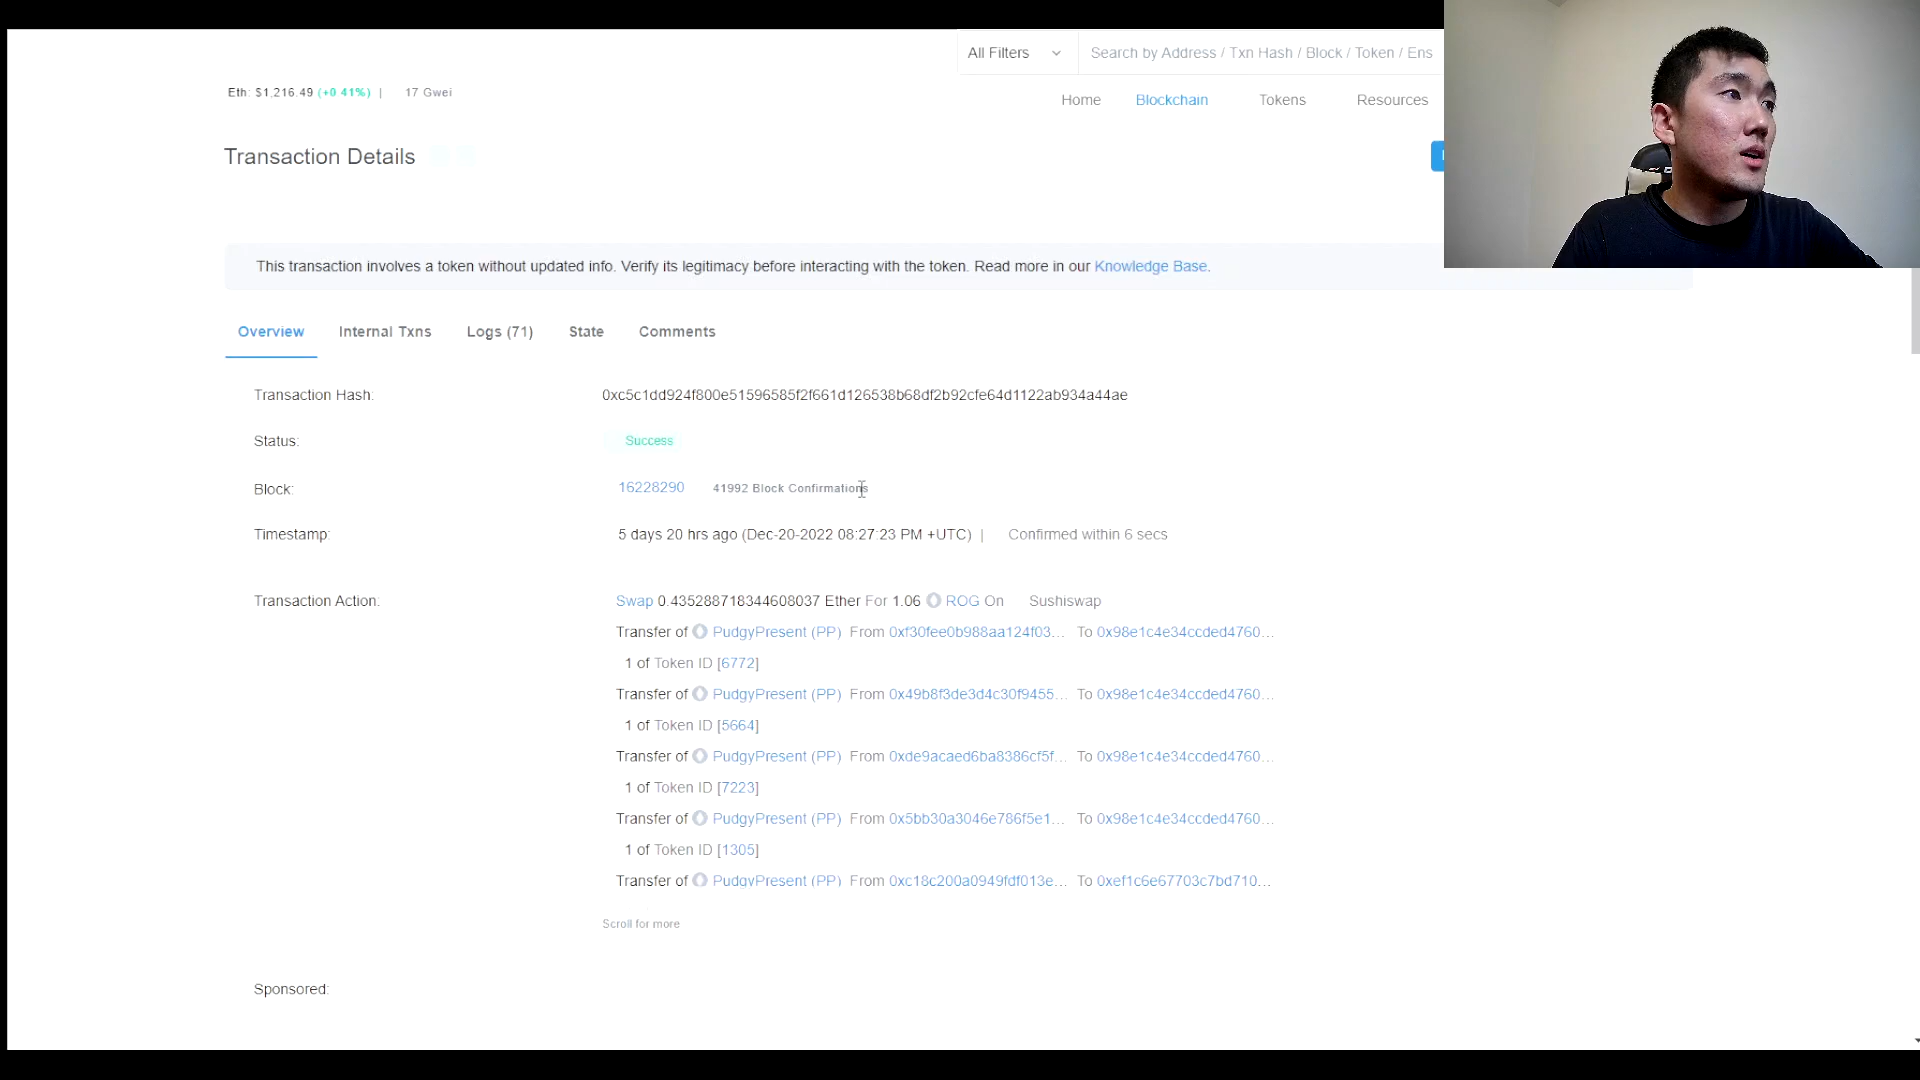 All Filters
Search by Address / Txn Hash / Block / Token / Ens
Eth: $1,216.49 (+0.41%) | 17 Gwei
Home Blockchain Tokens Resources
Transaction Details
This transaction involves a token without updated info. Verify its legitimacy before interacting with the token. Read more in our Knowledge Base.
Overview Internal Txns Logs (71) State Comments
Transaction Hash: 0xc5c1dd924f800e51596585f2f661d126538b68df2b92cfe64d1122ab934a44ae
Status: Success
Block: 16228290 41992 Block Confirmations
Timestamp: 5 days 20 hrs ago (Dec-20-2022 08:27:23 PM +UTC) | Confirmed within 6 secs
Transaction Action: Swap 0.435288718344608037 Ether For 1.06 ROG On Sushiswap
Transfer of PudgyPresent (PP) From 0xf30fee0b988aa124f03... To 0x98e1c4e34ccded4760...
1 of Token ID [6772]
Transfer of PudgyPresent (PP) From 0x49b8f3de3d4c30f9455... To 0x98e1c4e34ccded4760...
1 of Token ID [5664]
Transfer of PudgyPresent (PP) From 0xde9acaed6ba8386cf5f... To 0x98e1c4e34ccded4760...
1 of Token ID [7223]
Transfer of PudgyPresent (PP) From 0x5bb30a3046e786f5e1... To 0x98e1c4e34ccded4760...
1 of Token ID [1305]
Transfer of PudgyPresent (PP) From 0xc18c200a0949fdf013e... To 0xef1c6e67703c7bd710...
Scroll for more
Sponsored: